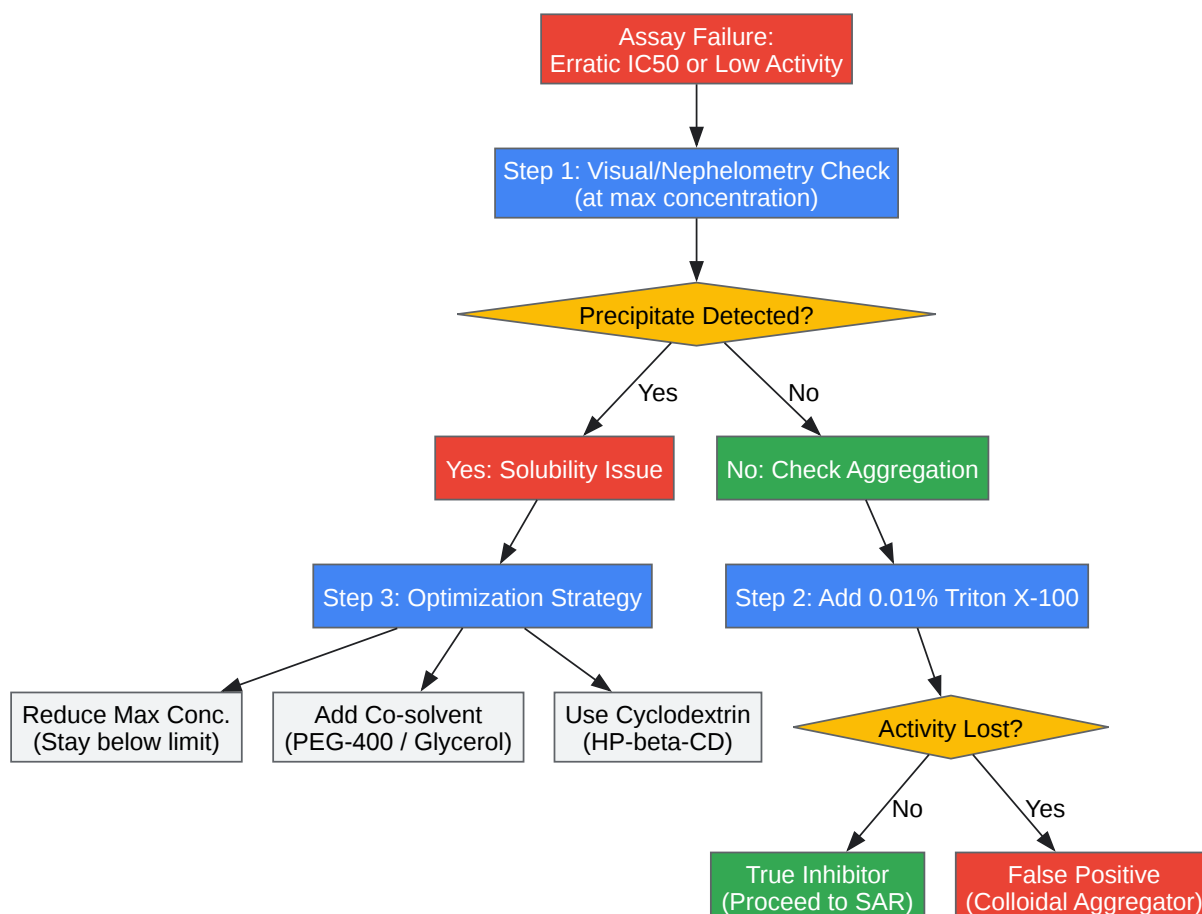 Assay Failure:
Erratic IC50 or Low Activity
Step 1: Visual/Nephelometry Check
(at max concentration)
Precipitate Detected?
Yes
No
Yes: Solubility Issue
No: Check Aggregation
Step 3: Optimization Strategy
Step 2: Add 0.01% Triton X-100
Reduce Max Conc.
(Stay below limit)
Add Co-solvent
(PEG-400 / Glycerol)
Use Cyclodextrin
(HP-beta-CD)
Activity Lost?
No
Yes
True Inhibitor
(Proceed to SAR)
False Positive
(Colloidal Aggregator)